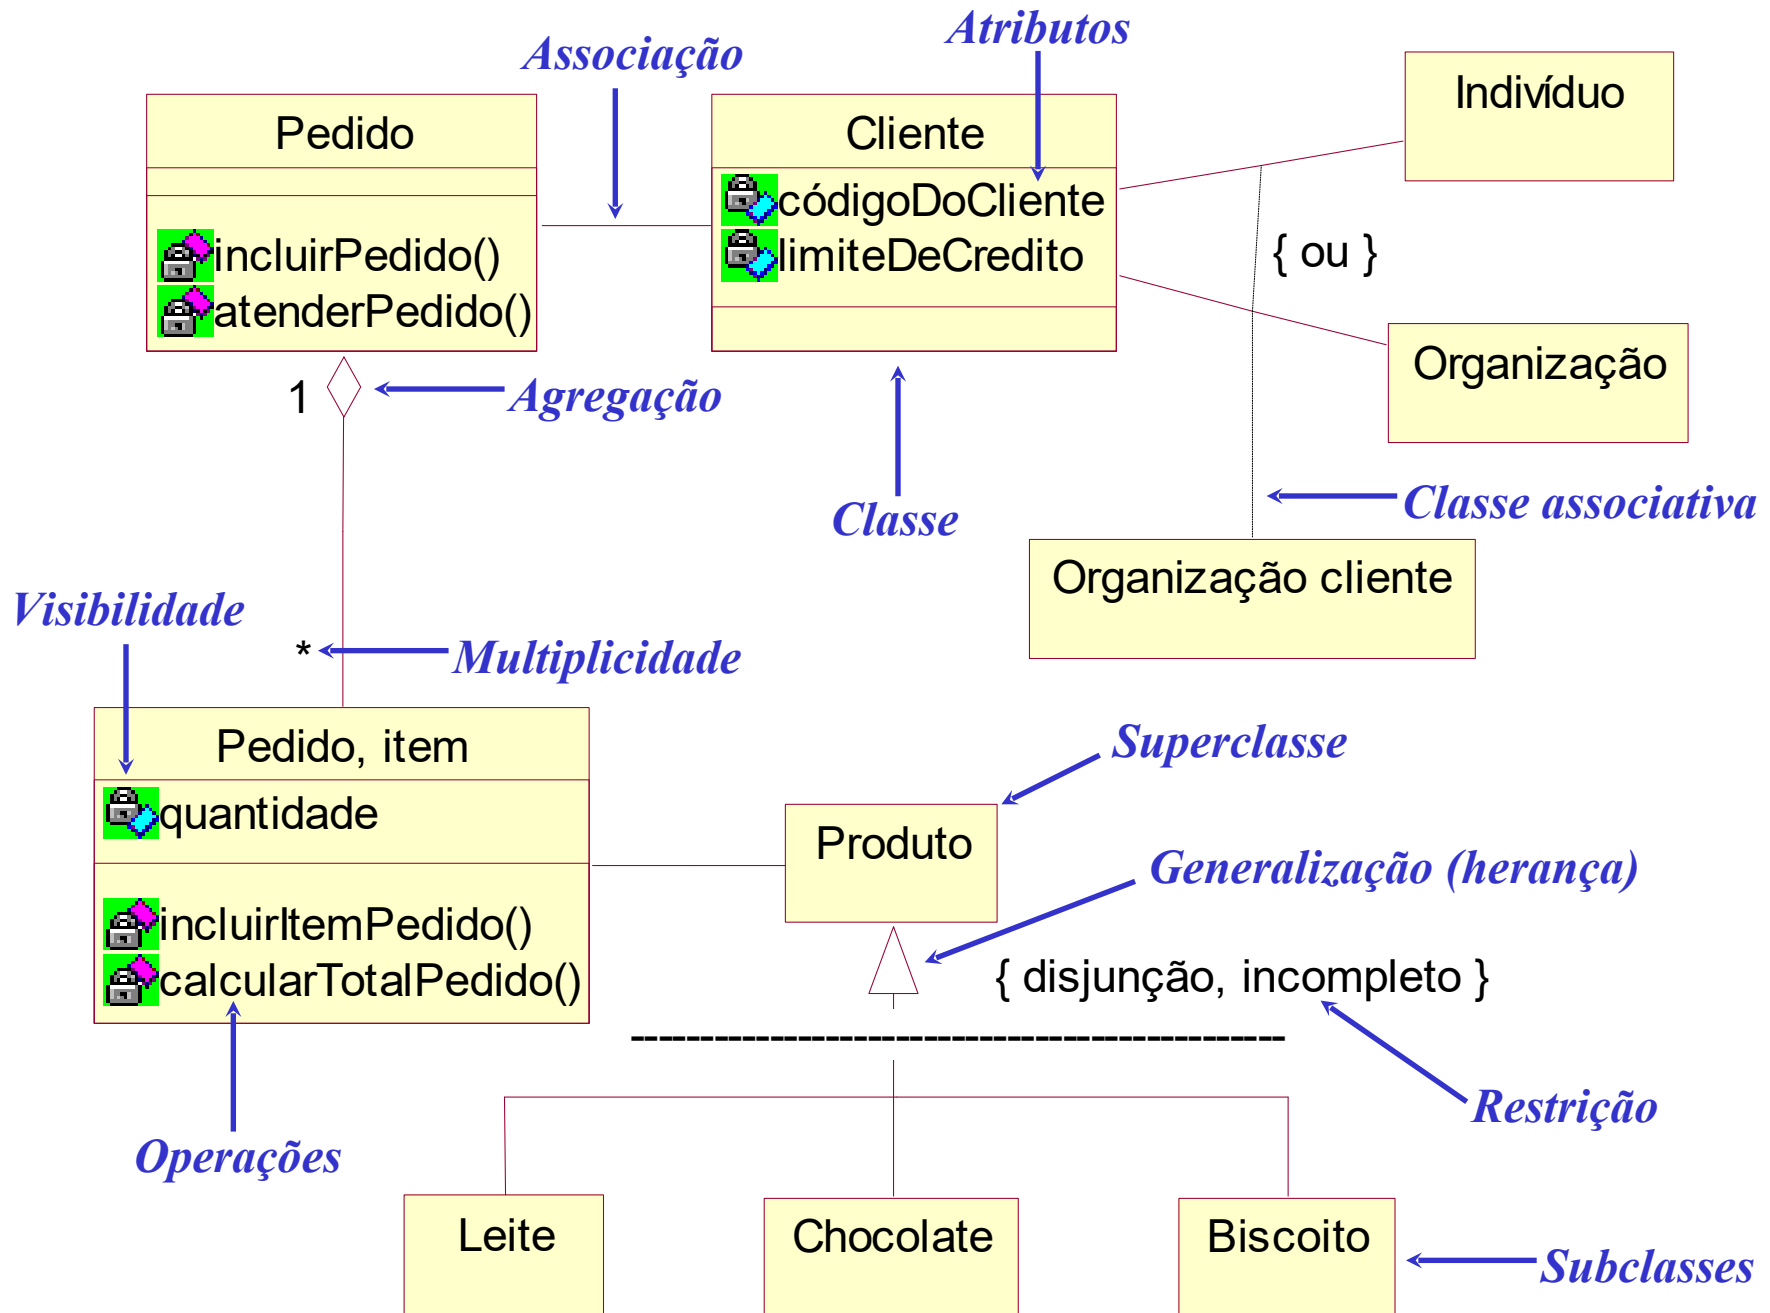 Atributos
Associação
Indivíduo
Pedido
Cliente
códigoDoCliente
limiteDeCredito
incluirPedido()
atenderPedido()
{ ou }
Organização
1
Agregação
Classe
Classe associativa
Organização cliente
Visibilidade
*
Multiplicidade
Pedido, item
Superclasse
quantidade
Produto
Generalização (herança)
incluirItemPedido()
calcularTotalPedido()
{ disjunção, incompleto }
Restrição
Operações
Leite
Chocolate
Biscoito
Subclasses